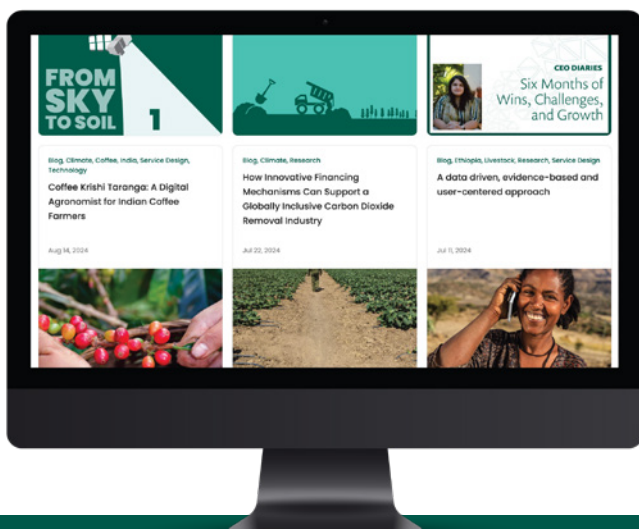 FROM
SKY
TO SOIL
1
CEO DIARIES
Six Months of
Wins, Challenges,
and Growth
Blog, Climate, Coffee, India, Service Design,
Technology
Coffee Krishi Taranga: A Digital
Agronomist for Indian Coffee
Farmers
Aug 14, 2024
Blog, Climate, Research
How Innovative Financing
Mechanisms Can Support a
Globally Inclusive Carbon Dioxide
Removal Industry
Jul 22, 2024
Blog, Ethiopia, Livestock, Research, Service Design
A data driven, evidence-based and
user-centered approach
Jul 11, 2024